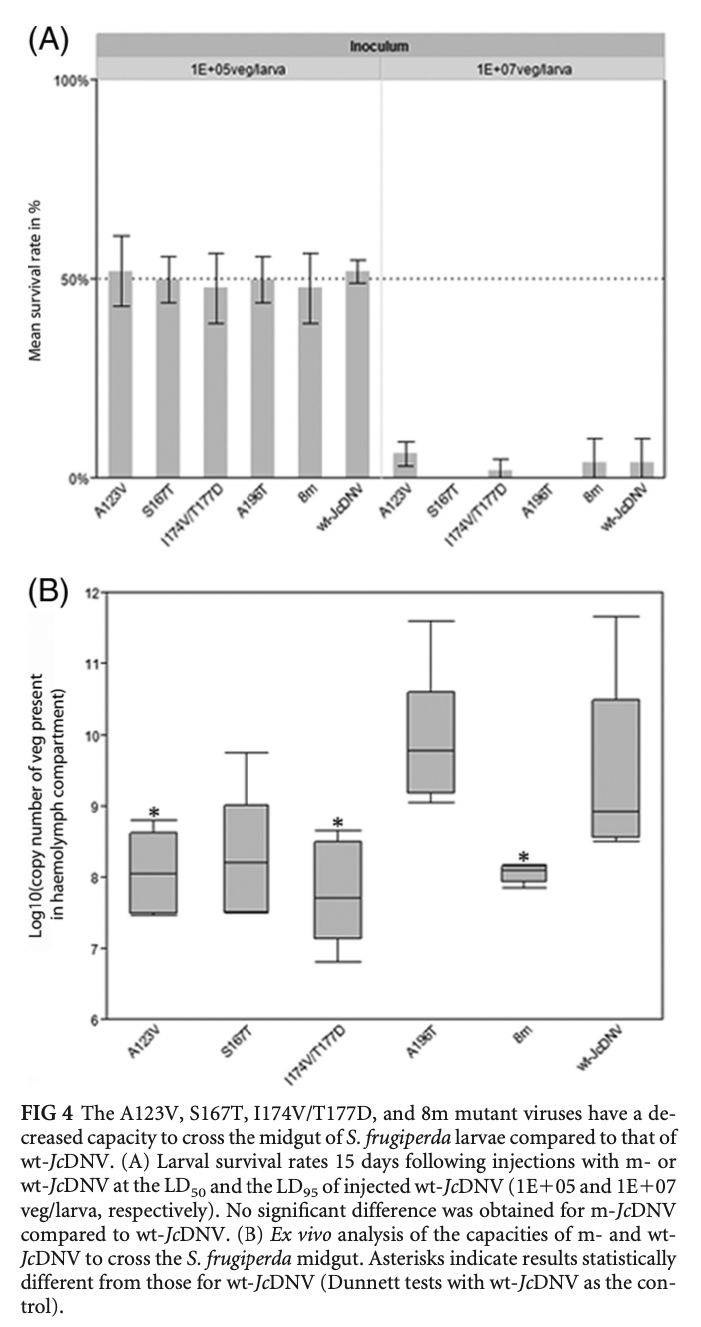 (A)
Inoculum
1E+05veg/larva 1E+07veg/larva
100%
50%
0%
Mean survival rate in %
A123V S167T I174V/T177D A196T 8m wt-JcDNV A123V S167T I174V/T177D A196T 8m wt-JcDNV
(B)
12
11
10
9
8
7
6
Log10(copy number of veg present
in haemolymph compartment)
* * *
A123V S167T I174V/T177D A196T 8m wt-JcDNV
FIG 4 The A123V, S167T, I174V/T177D, and 8m mutant viruses have a de-
creased capacity to cross the midgut of S. frugiperda larvae compared to that of
wt-JcDNV. (A) Larval survival rates 15 days following injections with m- or
wt-JcDNV at the LD50 and the LD95 of injected wt-JcDNV (1E+05 and 1E+07
veg/larva, respectively). No significant difference was obtained for m-JcDNV
compared to wt-JcDNV. (B) Ex vivo analysis of the capacities of m- and wt-
JcDNV to cross the S. frugiperda midgut. Asterisks indicate results statistically
different from those for wt-JcDNV (Dunnett tests with wt-JcDNV as the con-
trol).